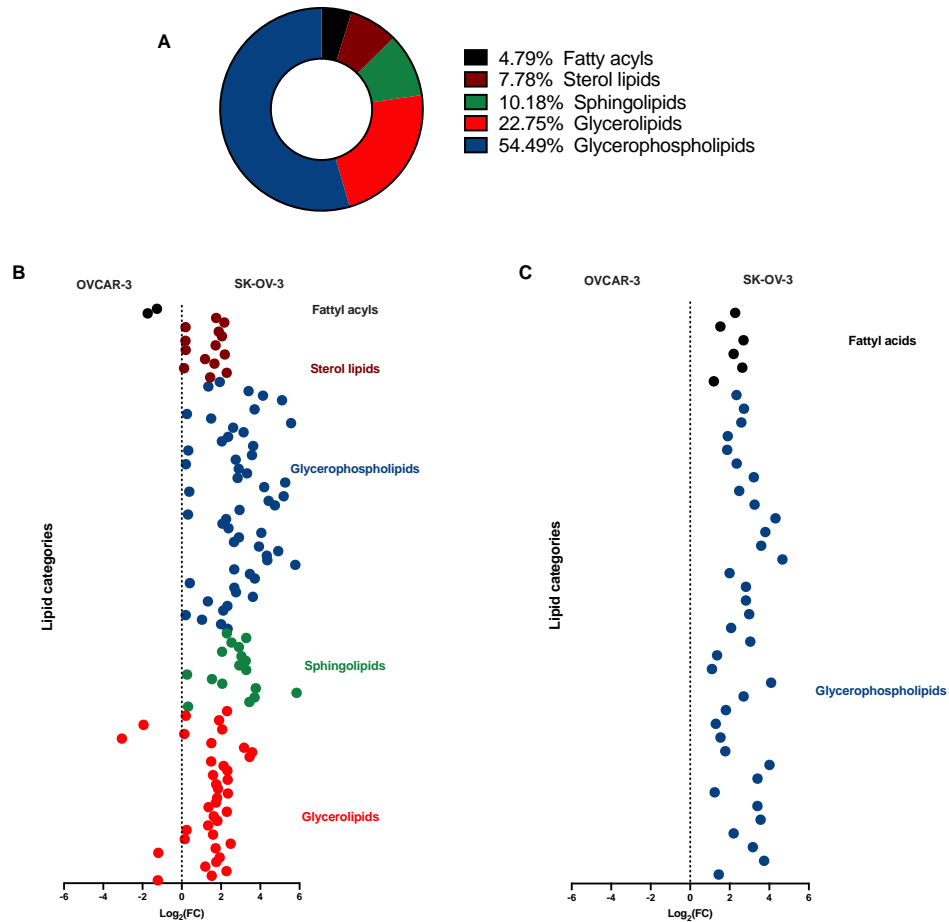 A
4.79% Fatty acyls
7.78% Sterol lipids
10.18% Sphingolipids
22.75% Glycerolipids
54.49% Glycerophospholipids
B
OVCAR-3
SK-OV-3
Fattyl acyls
Sterol lipids
Glycerophospholipids
Sphingolipids
Glycerolipids
Lipid categories
-6 -4 -2 0 2 4 6
Log2(FC)
C
OVCAR-3
SK-OV-3
Fattyl acids
Glycerophospholipids
Lipid categories
-6 -4 -2 0 2 4 6
Log2(FC)